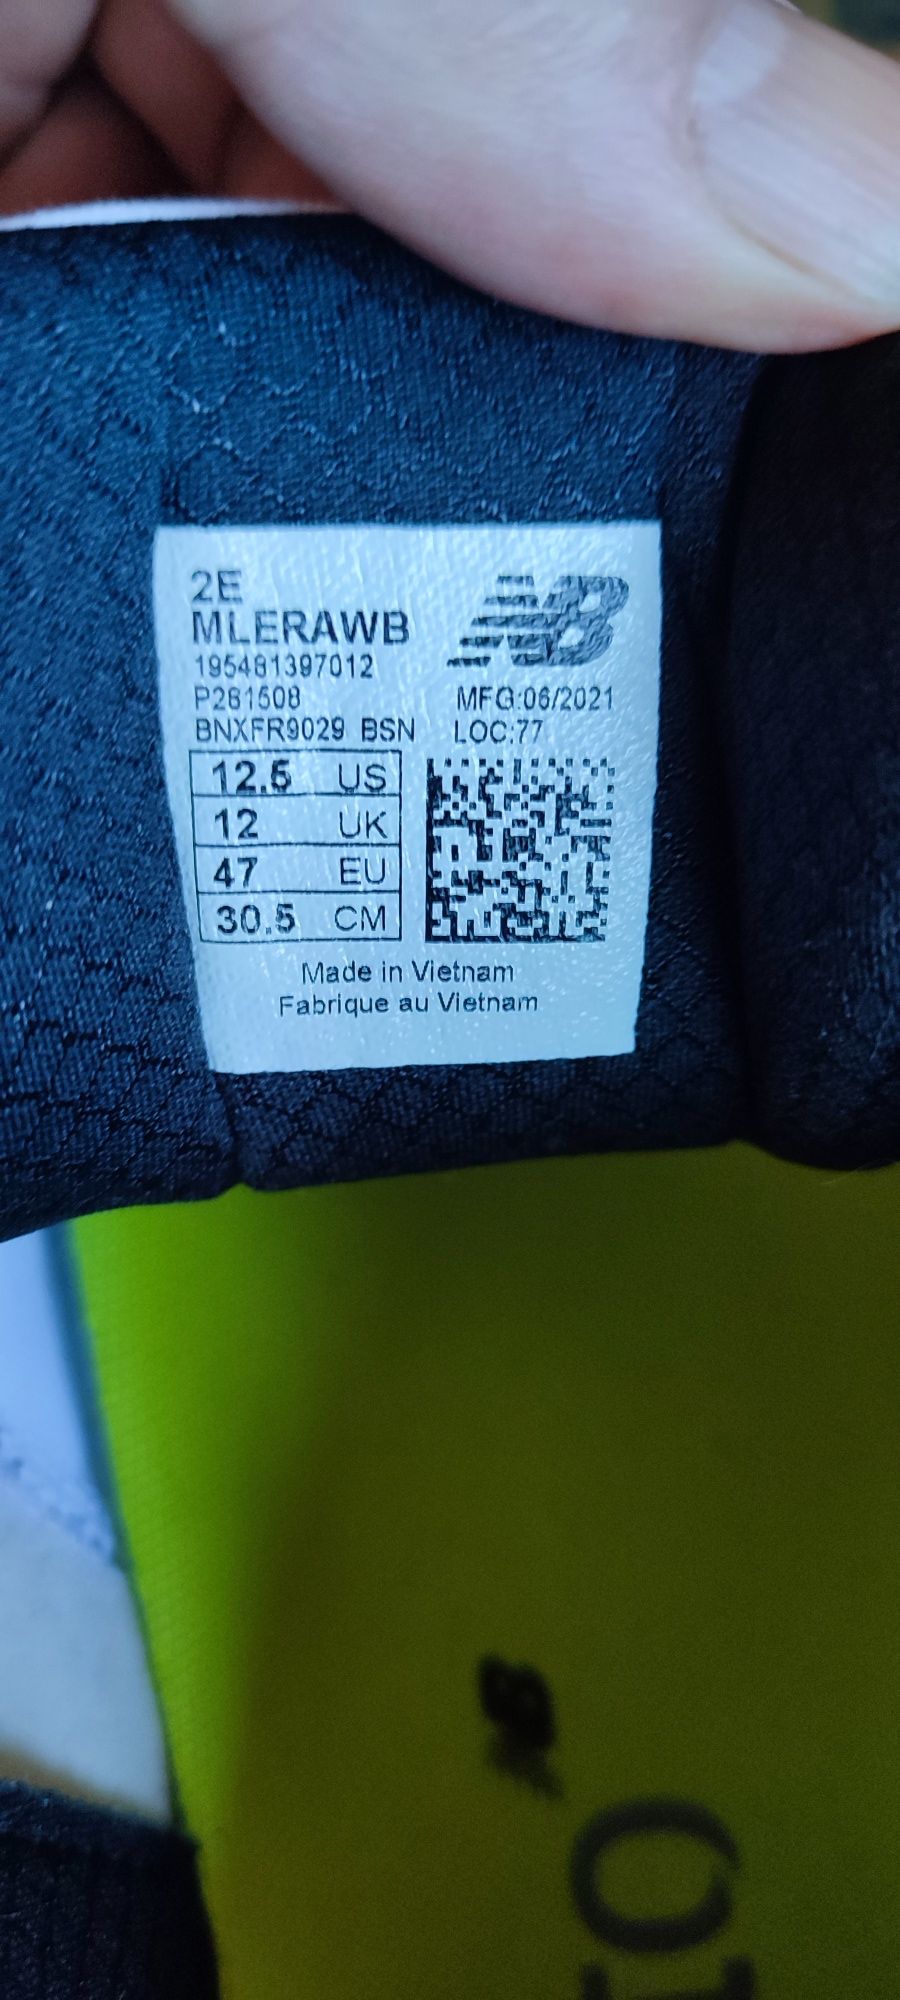 2E
MLERAWB
195481397012
P281508 MFG:06/2021
BNXFR9029 BSN LOC:77
12.5 US
12 UK
47 EU
30.5 CM
Made in Vietnam
Fabrique au Vietnam